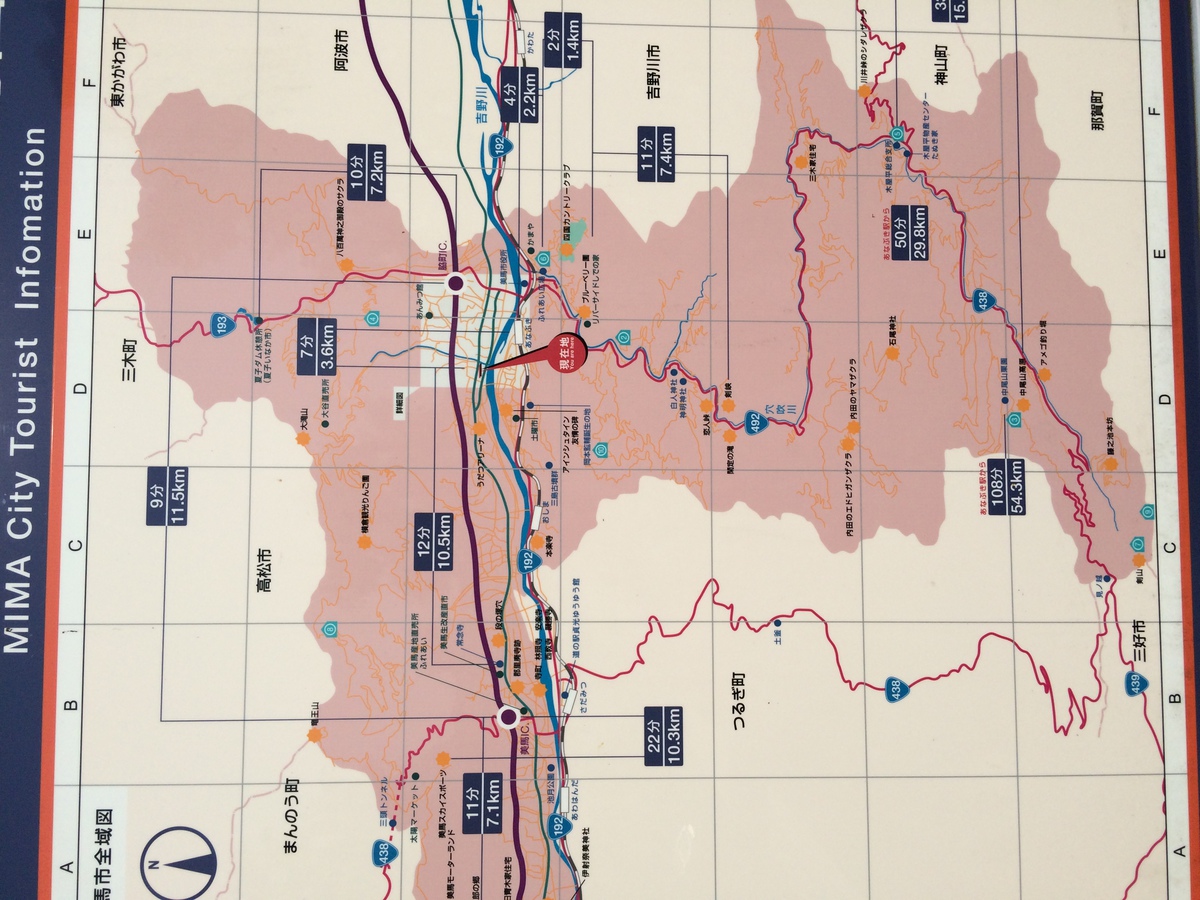 MIMA City Tourist Infomation
A
B
C
D
E
F
馬市全域図
N
三木町
東かがわ市
9分
11.5km
193
高松市
夏子ダム休憩所
(夏子いなか市)
まんのう町
竜王山
大滝山
7分
3.6km
大谷直売所
8
八百萬神之御殿のサクラ
阿波市
横倉観光りんご園
4
10分
7.2km
438
三頭トンネル
詳細図
太陽マーケット
美馬産地直売所
ふれあい
12分
10.5km
あんみつ館
美馬スカイスポーツ
美馬モーターランド
美馬生改産直市
常念寺
脇町IC.
郎の郷
11分
7.1km
うだつアリーナ
吉野川
段の塚穴
美馬市役所
192
旧青木家住宅
美馬IC.
郡里廃寺跡
4分
2.2km
寺町 林照寺 安楽寺
西教寺 願勝寺
192
土曜市
あなぶき
かまや
かわた
池月公園
本楽寺
おしま
三島古墳群
ふれあい広場
6
192
あわはんだ
現在地
You are here
四国カントリークラブ
2分
1.4km
伊射奈美神社
さだみつ
道の駅貞光ゆうゆう館
アインシュタイン
友情の碑
岡本監輔誕生の地
ブルーベリー園
リバーサイドしでの家
10
2
22分
10.3km
11分
7.4km
吉野川市
白人神社
神明神社
恋人峠
つるぎ町
剣峡
492
穴吹川
土釜
三木家住宅
内田のエドヒガンザクラ
内田のヤマザクラ
川井峠のシダレザクラ
438
石尾神社
あなぶき駅から
50分
29.8km
木屋平総合支所
5
木屋平物産センター
たぬき家
神山町
438
あなぶき駅から
108分
54.3km
中尾山栗園
3
中尾山高原
アメゴ釣り堀
見ノ越
那賀町
439
三好市
剣山
7
9
A
B
C
D
E
F